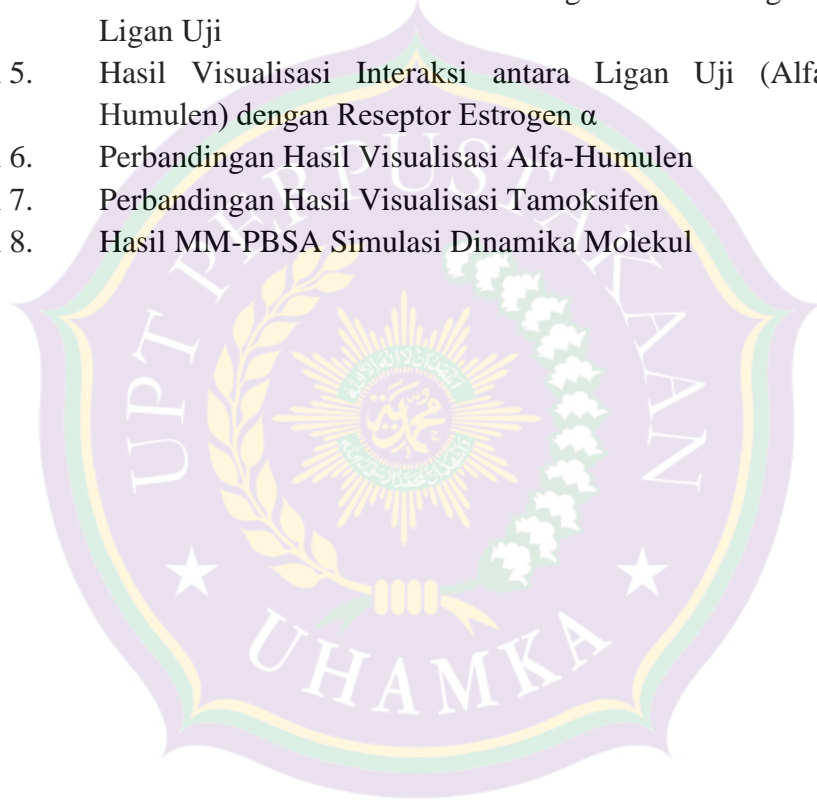 Ligan Uji
5. Hasil Visualisasi Interaksi antara Ligan Uji (Alfa
Humulen) dengan Reseptor Estrogen α
6. Perbandingan Hasil Visualisasi Alfa-Humulen
7. Perbandingan Hasil Visualisasi Tamoksifen
8. Hasil MM-PBSA Simulasi Dinamika Molekul
UPT PERPUSTAKAAN
UHAMKA